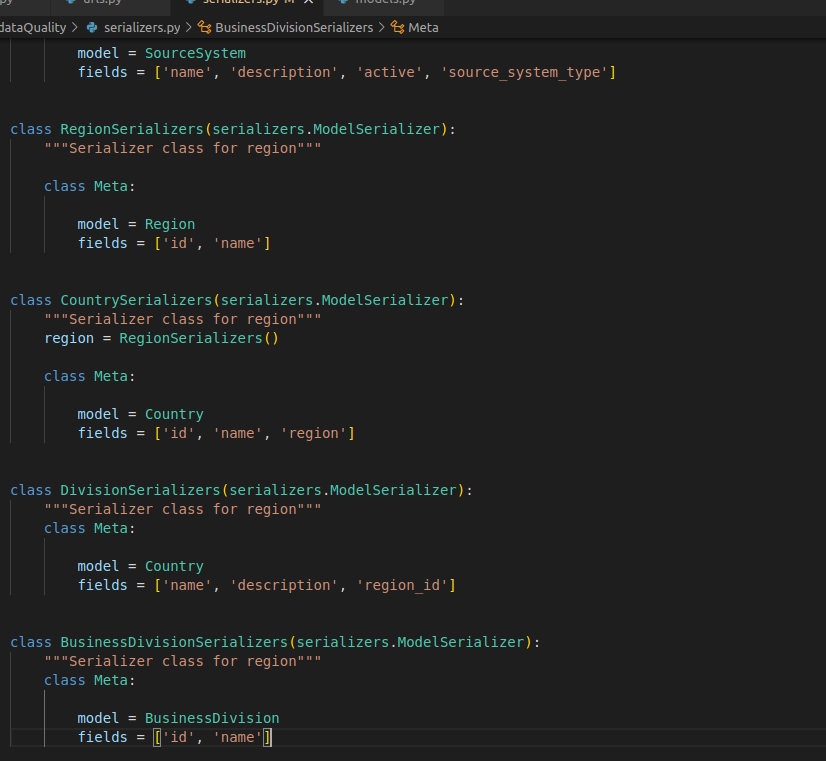 serializers.py M
models.py
dataQuality > serializers.py > BusinessDivisionSerializers > Meta
        model = SourceSystem
        fields = ['name', 'description', 'active', 'source_system_type']
class RegionSerializers(serializers.ModelSerializer):
    """Serializer class for region"""
    class Meta:
        model = Region
        fields = ['id', 'name']
class CountrySerializers(serializers.ModelSerializer):
    """Serializer class for region"""
    region = RegionSerializers()
    class Meta:
        model = Country
        fields = ['id', 'name', 'region']
class DivisionSerializers(serializers.ModelSerializer):
    """Serializer class for region"""
    class Meta:
        model = Country
        fields = ['name', 'description', 'region_id']
class BusinessDivisionSerializers(serializers.ModelSerializer):
    """Serializer class for region"""
    class Meta:
        model = BusinessDivision
        fields = ['id', 'name']